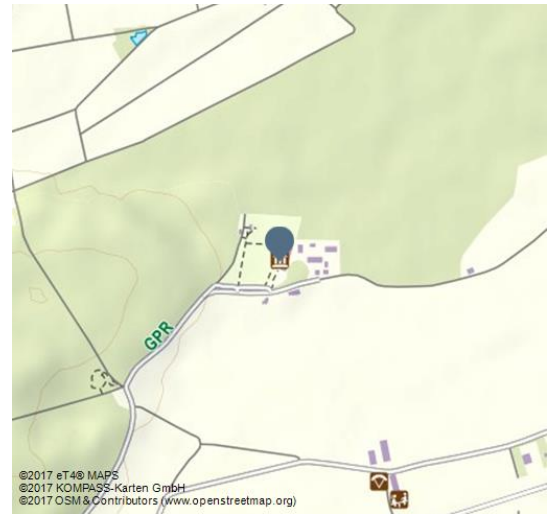 GPR
©2017 eT4® MAPS
©2017 KOMPASS-Karten GmbH
©2017 OSM & Contributors (www.openstreetmap.org)